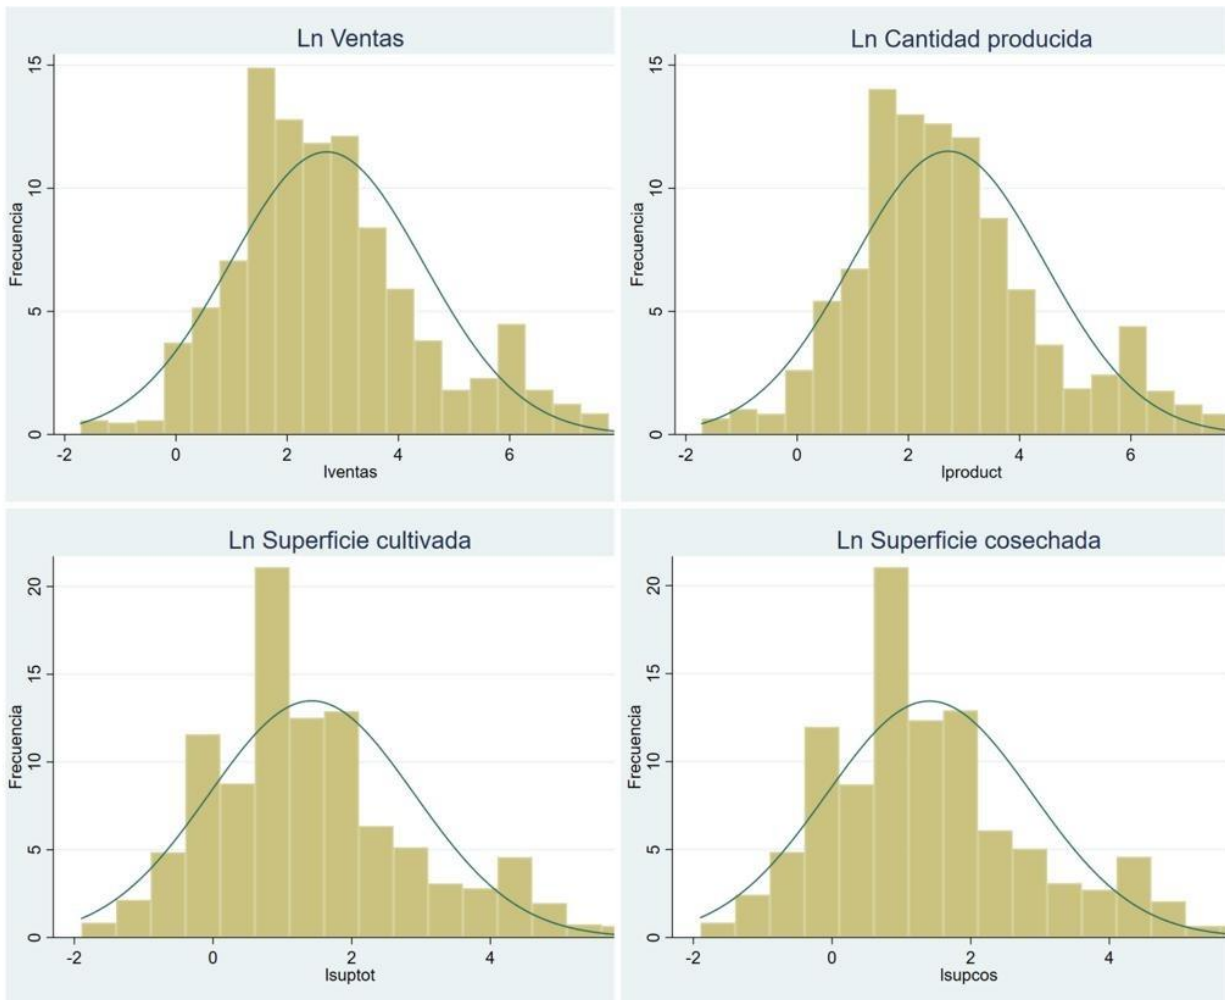 Ln Ventas
15
10
5
0
Frecuencia
-2 0 2 4 6
lventas
Ln Cantidad producida
15
10
5
0
Frecuencia
-2 0 2 4 6
lproduct
Ln Superficie cultivada
20
15
10
5
0
Frecuencia
-2 0 2 4
lsuptot
Ln Superficie cosechada
20
15
10
5
0
Frecuencia
-2 0 2 4
lsupcos